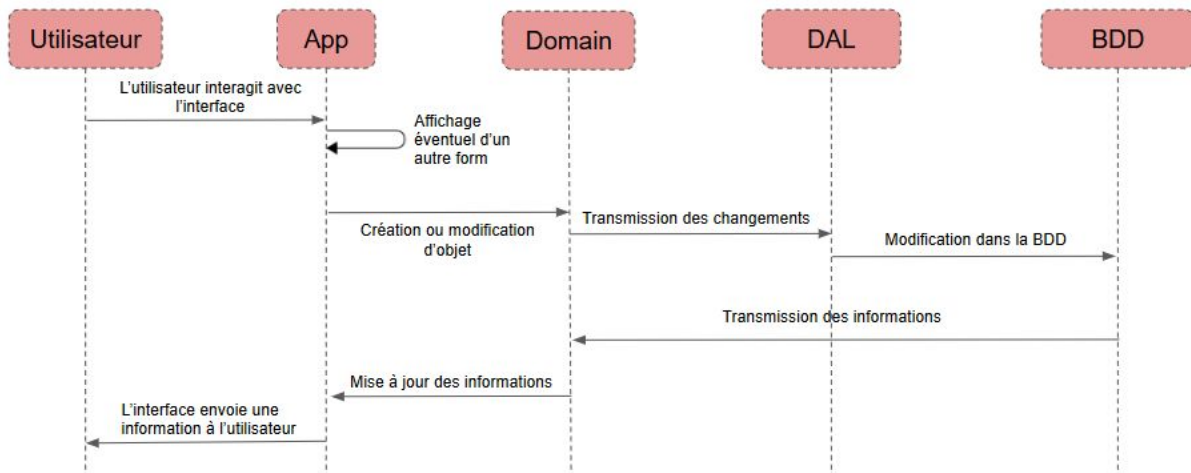 Utilisateur
App
Domain
DAL
BDD
L'utilisateur interagit avec
l'interface
Affichage
éventuel d'un
autre form
Création ou modification
d'objet
Transmission des changements
Modification dans la BDD
Transmission des informations
Mise à jour des informations
L'interface envoie une
information à l'utilisateur